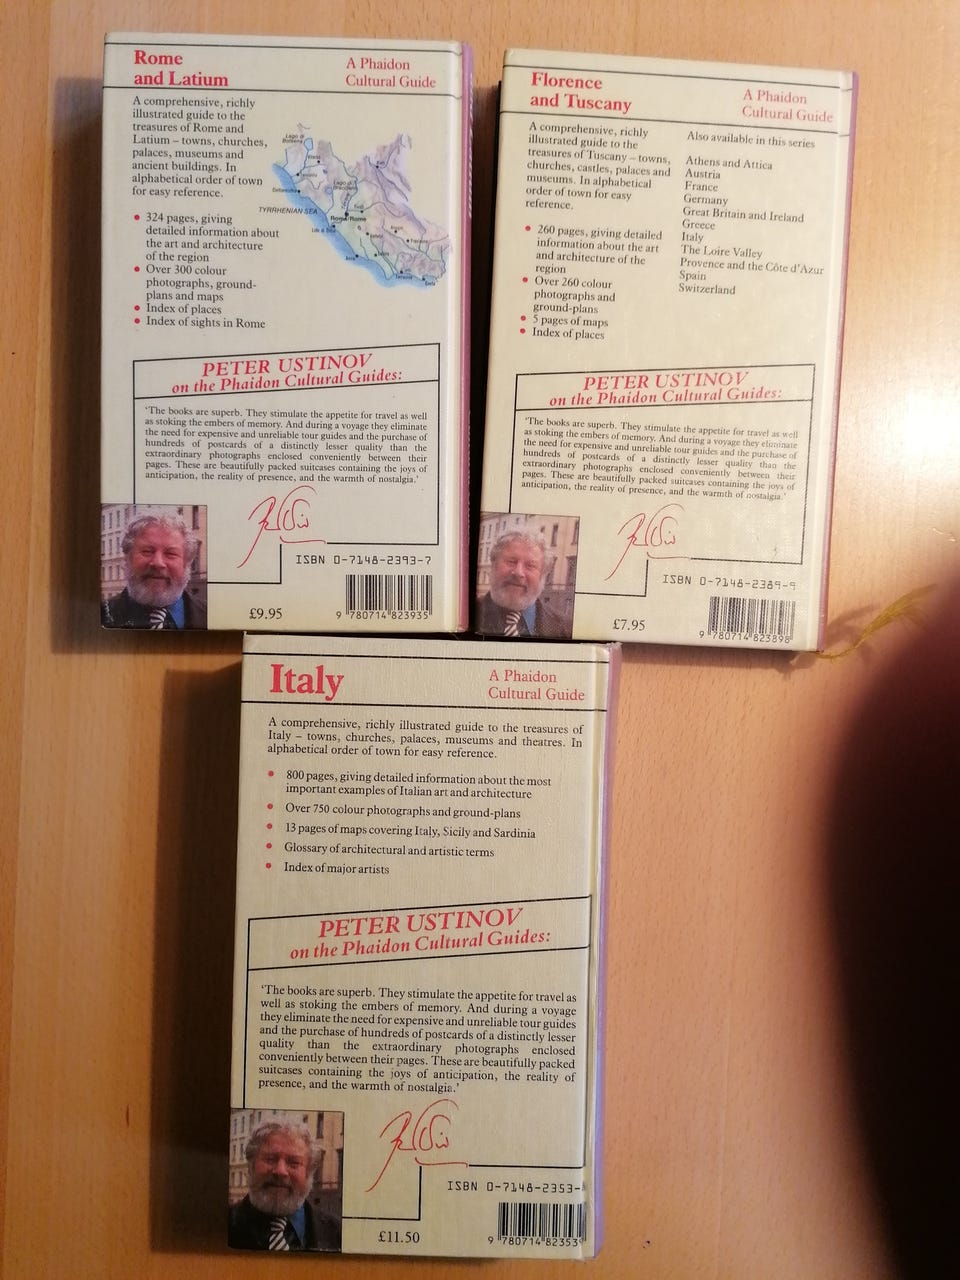 Rome
and Latium
A Phaidon
Cultural Guide
A comprehensive, richly
illustrated guide to the
treasures of Rome and
Latium – towns, churches,
palaces, museums and
ancient buildings. In
alphabetical order of town
for easy reference.
• 324 pages, giving
detailed information about
the art and architecture
of the region
• Over 300 colour
photographs, ground-
plans and maps
• Index of places
• Index of sights in Rome
Lago di
Bolsena
Lago di
Bracciano
TYRRHENIAN SEA
Roma/Rome
PETER USTINOV
on the Phaidon Cultural Guides:
'The books are superb. They stimulate the appetite for travel as well
as stoking the embers of memory. And during a voyage they eliminate
the need for expensive and unreliable tour guides and the purchase of
hundreds of postcards of a distinctly lesser quality than the
extraordinary photographs enclosed conveniently between their
pages. These are beautifully packed suitcases containing the joys of
anticipation, the reality of presence, and the warmth of nostalgia.'
ISBN 0-7148-2393-7
£9.95
9 780714 823935
Florence
and Tuscany
A Phaidon
Cultural Guide
A comprehensive, richly
illustrated guide to the
treasures of Tuscany – towns,
churches, castles, palaces and
museums. In alphabetical
order of town for easy
reference.
• 260 pages, giving detailed
information about the art
and architecture of the
region
• Over 260 colour
photographs and
ground-plans
• 5 pages of maps
• Index of places
Also available in this series
Athens and Attica
Austria
France
Germany
Great Britain and Ireland
Greece
Italy
The Loire Valley
Provence and the Côte d'Azur
Spain
Switzerland
PETER USTINOV
on the Phaidon Cultural Guides:
'The books are superb. They stimulate the appetite for travel as well
as stoking the embers of memory. And during a voyage they eliminate
the need for expensive and unreliable tour guides and the purchase of
hundreds of postcards of a distinctly lesser quality than the
extraordinary photographs enclosed conveniently between their
pages. These are beautifully packed suitcases containing the joys of
anticipation, the reality of presence, and the warmth of nostalgia.'
ISBN 0-7148-2389-9
£7.95
9 780714 823898
Italy
A Phaidon
Cultural Guide
A comprehensive, richly illustrated guide to the treasures of
Italy – towns, churches, palaces, museums and theatres. In
alphabetical order of town for easy reference.
• 800 pages, giving detailed information about the most
important examples of Italian art and architecture
• Over 750 colour photographs and ground-plans
• 13 pages of maps covering Italy, Sicily and Sardinia
• Glossary of architectural and artistic terms
• Index of major artists
PETER USTINOV
on the Phaidon Cultural Guides:
'The books are superb. They stimulate the appetite for travel as
well as stoking the embers of memory. And during a voyage
they eliminate the need for expensive and unreliable tour guides
and the purchase of hundreds of postcards of a distinctly lesser
quality than the extraordinary photographs enclosed
conveniently between their pages. These are beautifully packed
suitcases containing the joys of anticipation, the reality of
presence, and the warmth of nostalgia.'
ISBN 0-7148-2353-
£11.50
9 780714 82353